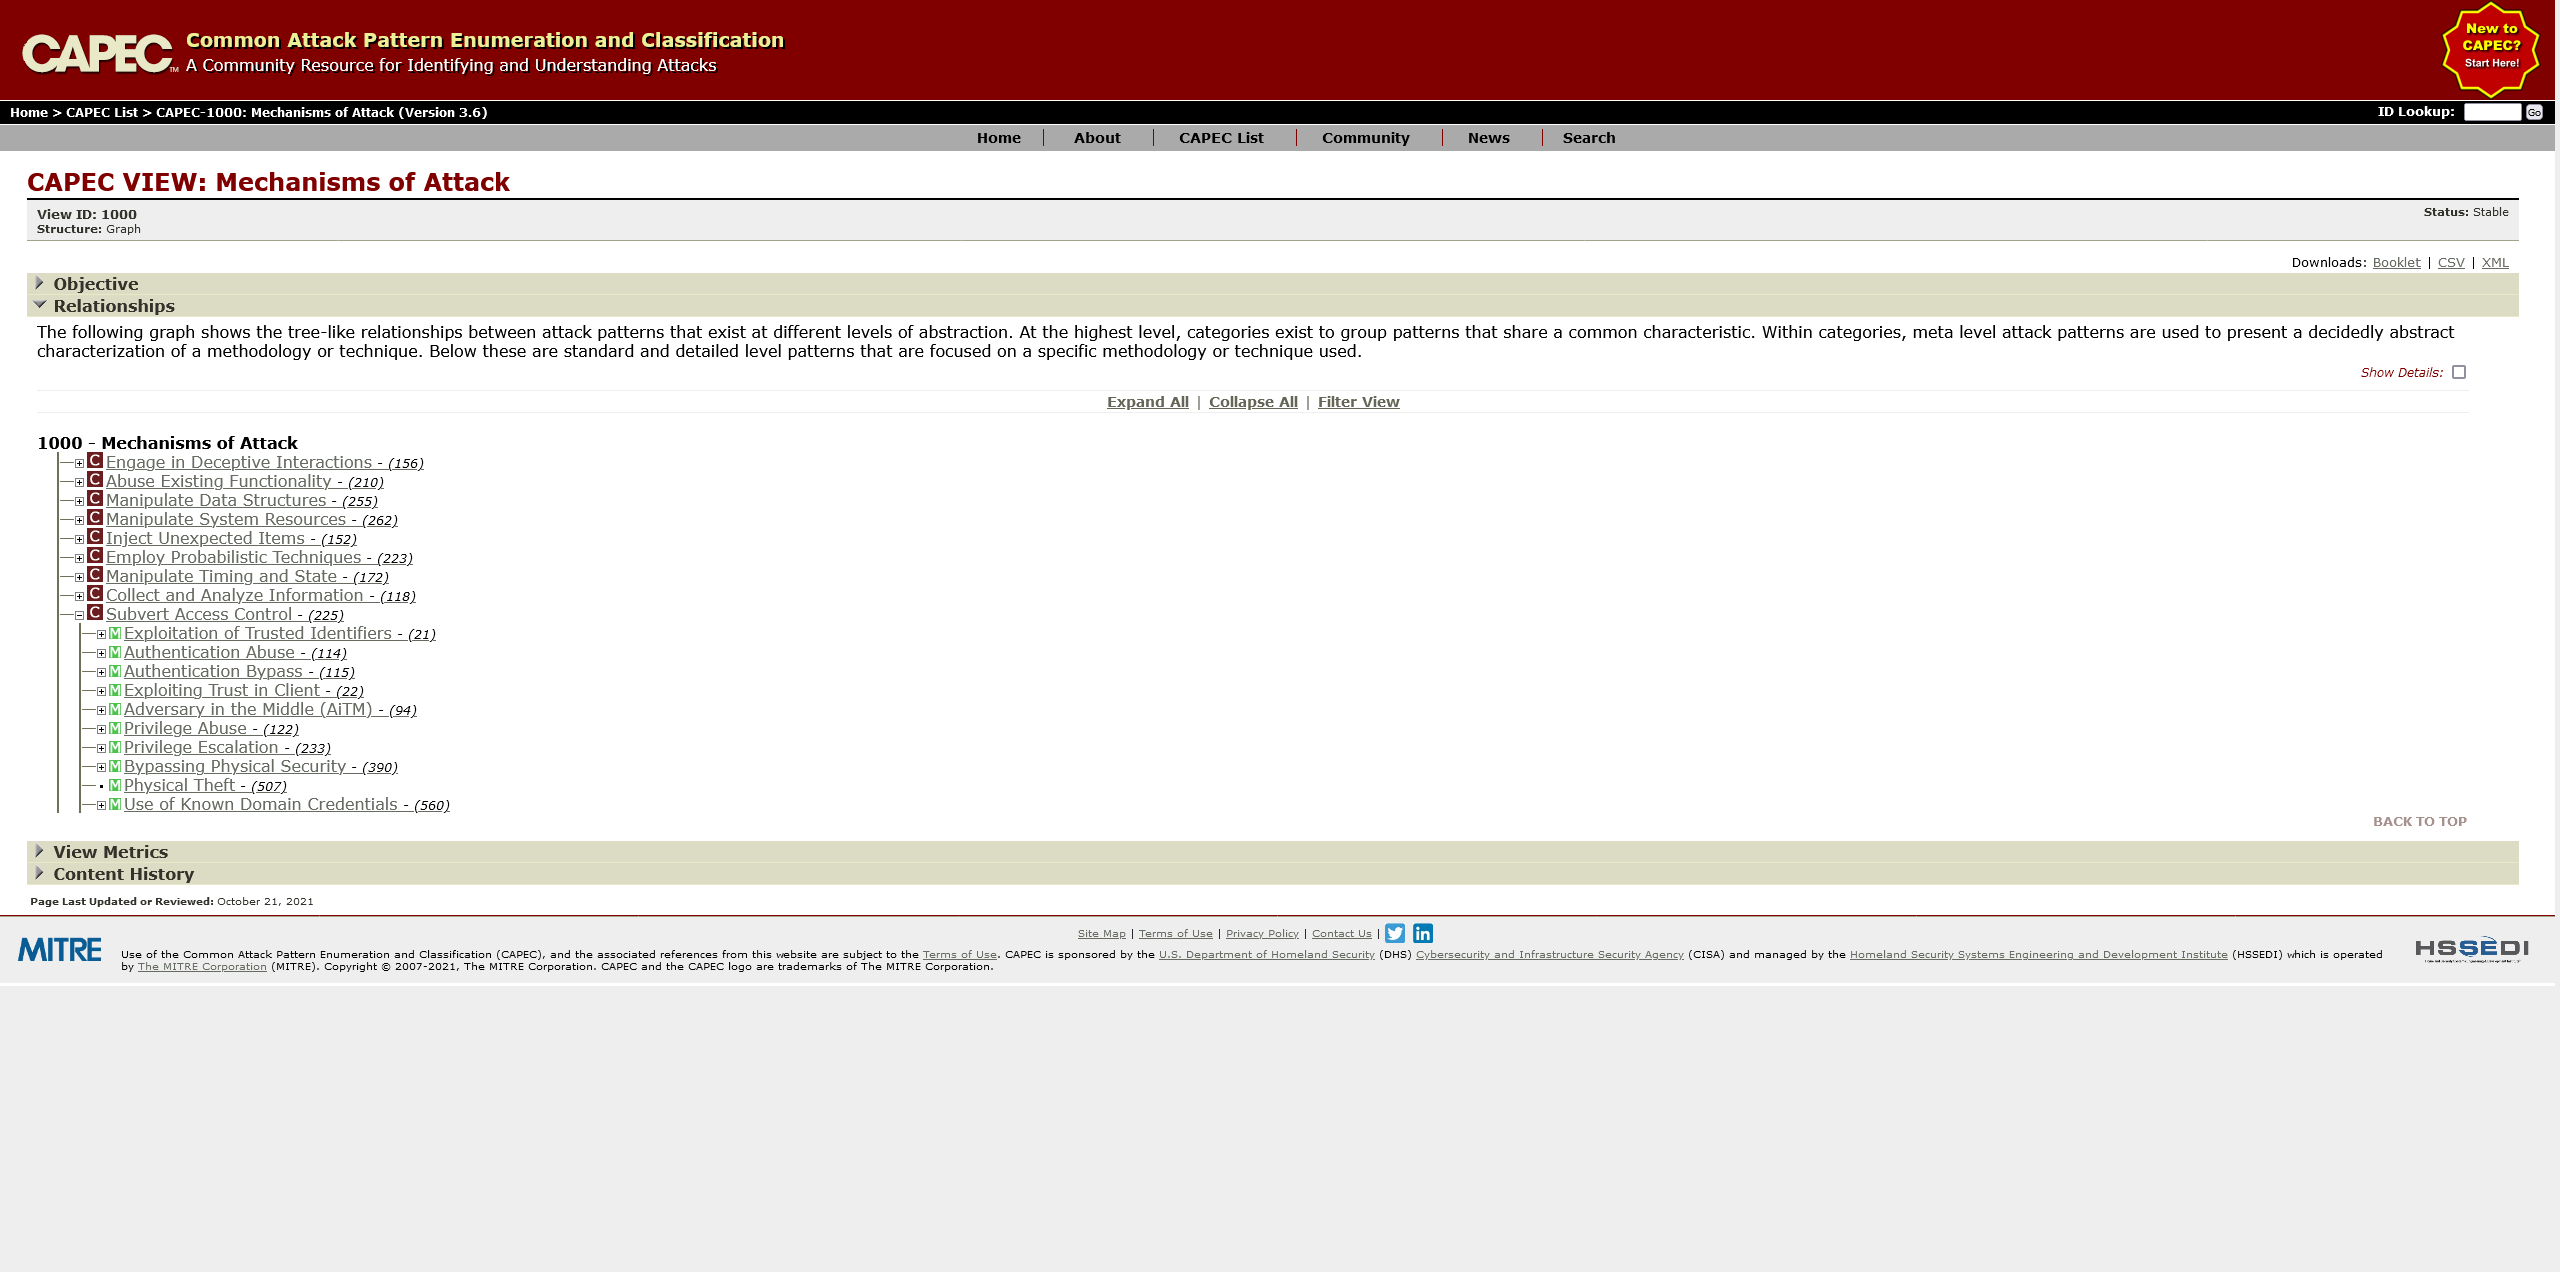 CAPEC™
Common Attack Pattern Enumeration and Classification
A Community Resource for Identifying and Understanding Attacks
New to
CAPEC?
Start Here!
Home > CAPEC List > CAPEC-1000: Mechanisms of Attack (Version 3.6)
ID Lookup: Go
Home About CAPEC List Community News Search
CAPEC VIEW: Mechanisms of Attack
View ID: 1000
Structure: Graph
Status: Stable
Downloads: Booklet | CSV | XML
Objective
Relationships
The following graph shows the tree-like relationships between attack patterns that exist at different levels of abstraction. At the highest level, categories exist to group patterns that share a common characteristic. Within categories, meta level attack patterns are used to present a decidedly abstract
characterization of a methodology or technique. Below these are standard and detailed level patterns that are focused on a specific methodology or technique used.
Show Details:
Expand All | Collapse All | Filter View
1000 - Mechanisms of Attack
C Engage in Deceptive Interactions - (156)
C Abuse Existing Functionality - (210)
C Manipulate Data Structures - (255)
C Manipulate System Resources - (262)
C Inject Unexpected Items - (152)
C Employ Probabilistic Techniques - (223)
C Manipulate Timing and State - (172)
C Collect and Analyze Information - (118)
C Subvert Access Control - (225)
M Exploitation of Trusted Identifiers - (21)
M Authentication Abuse - (114)
M Authentication Bypass - (115)
M Exploiting Trust in Client - (22)
M Adversary in the Middle (AiTM) - (94)
M Privilege Abuse - (122)
M Privilege Escalation - (233)
M Bypassing Physical Security - (390)
M Physical Theft - (507)
M Use of Known Domain Credentials - (560)
BACK TO TOP
View Metrics
Content History
Page Last Updated or Reviewed: October 21, 2021
Site Map | Terms of Use | Privacy Policy | Contact Us |
MITRE
Use of the Common Attack Pattern Enumeration and Classification (CAPEC), and the associated references from this website are subject to the Terms of Use. CAPEC is sponsored by the U.S. Department of Homeland Security (DHS) Cybersecurity and Infrastructure Security Agency (CISA) and managed by the Homeland Security Systems Engineering and Development Institute (HSSEDI) which is operated
by The MITRE Corporation (MITRE). Copyright © 2007-2021, The MITRE Corporation. CAPEC and the CAPEC logo are trademarks of The MITRE Corporation.
HSSEDI